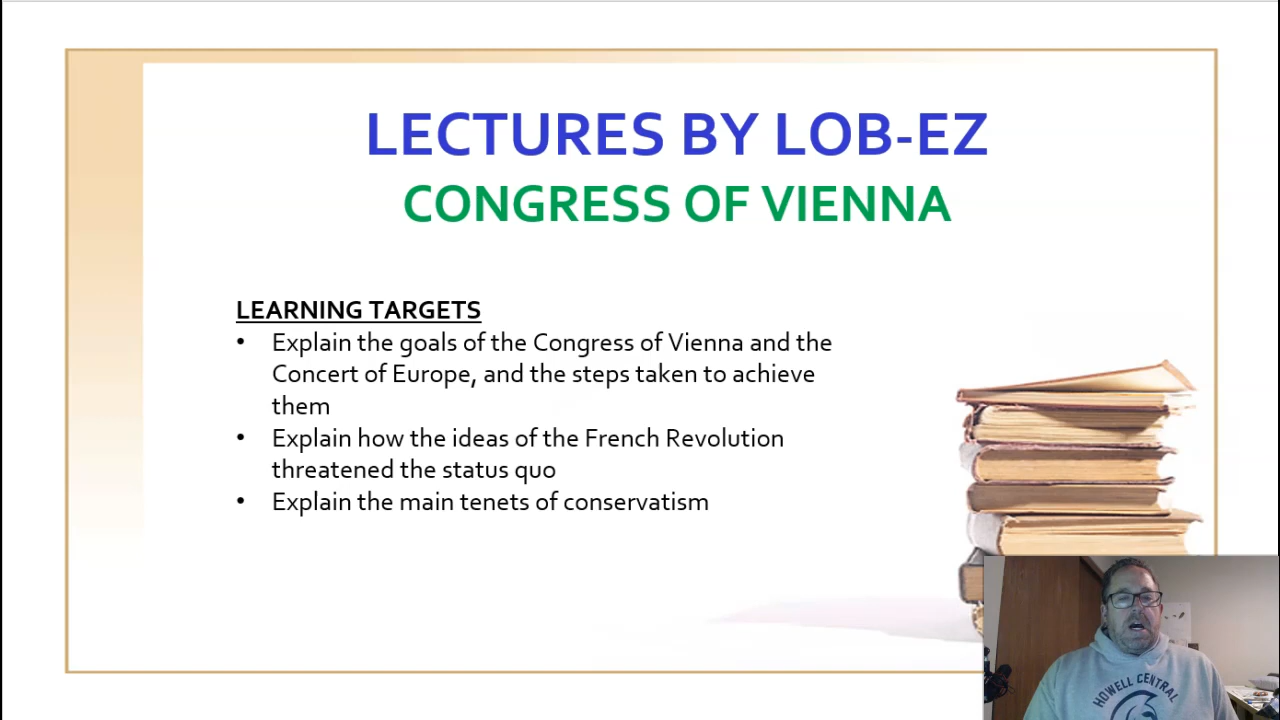 LECTURES BY LOB-EZ
CONGRESS OF VIENNA
LEARNING TARGETS
• Explain the goals of the Congress of Vienna and the
Concert of Europe, and the steps taken to achieve
them
• Explain how the ideas of the French Revolution
threatened the status quo
• Explain the main tenets of conservatism
HOWELL CENTRAL